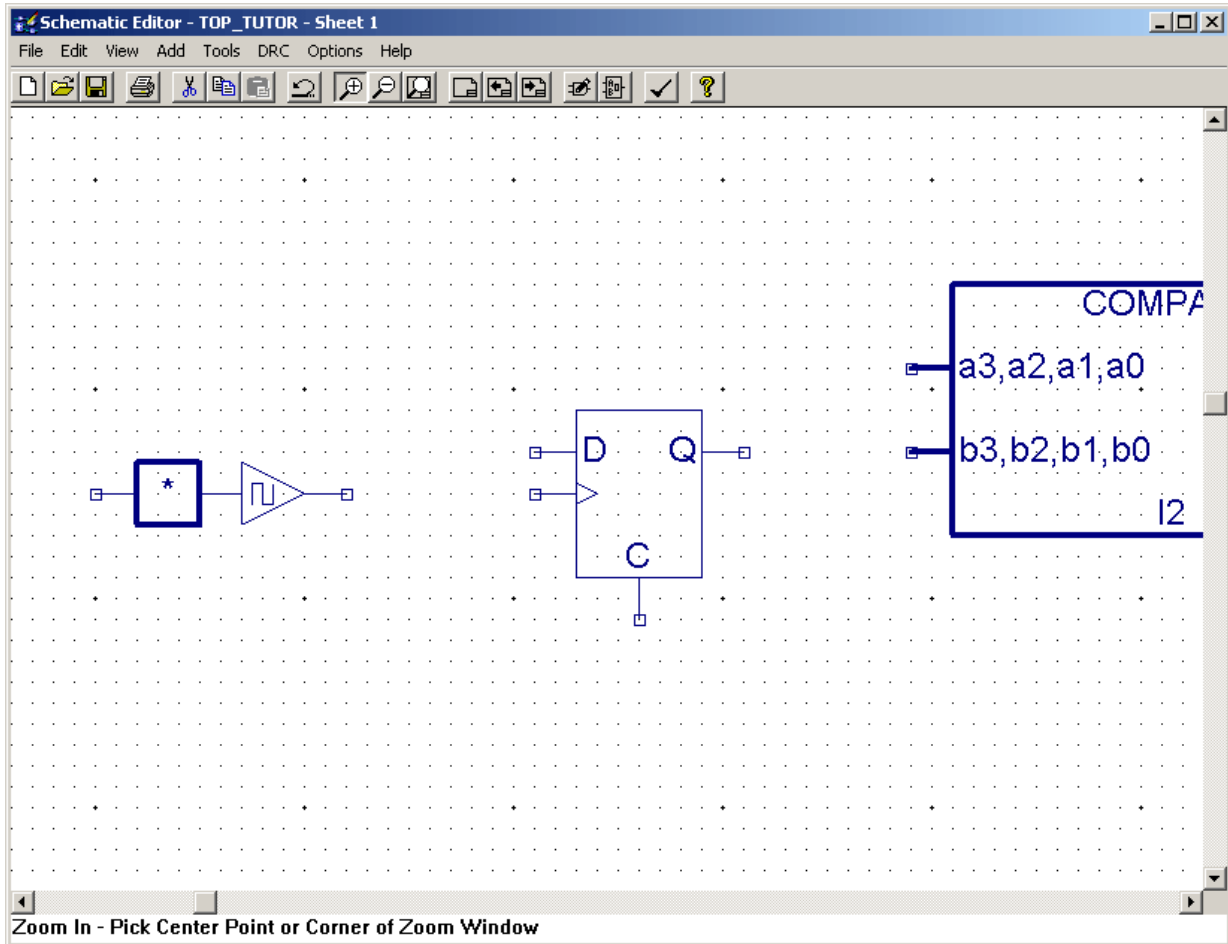 Schematic Editor - TOP_TUTOR - Sheet 1
File Edit View Add Tools DRC Options Help
COMPA
a3,a2,a1,a0
D Q
b3,b2,b1,b0
*
I2
C
Zoom In - Pick Center Point or Corner of Zoom Window